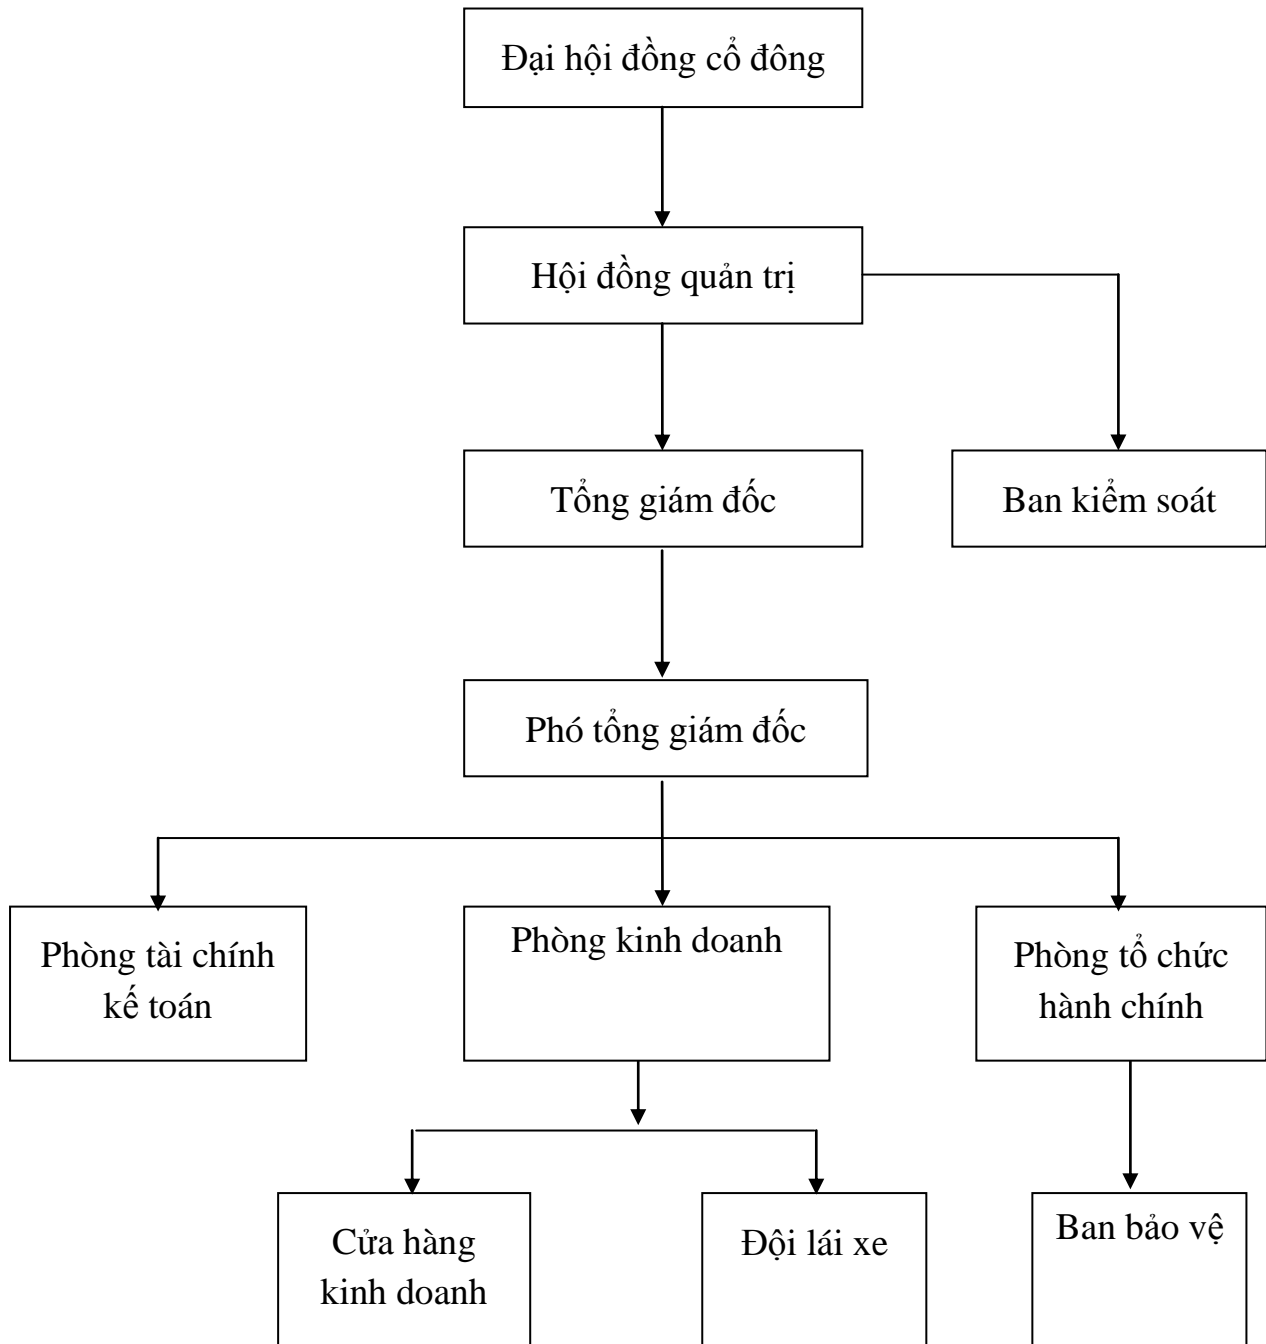 Đại hội đồng cổ đông
Hội đồng quản trị
Tổng giám đốc
Ban kiểm soát
Phó tổng giám đốc
Phòng tài chính
kế toán
Phòng kinh doanh
Phòng tổ chức
hành chính
Cửa hàng
kinh doanh
Đội lái xe
Ban bảo vệ